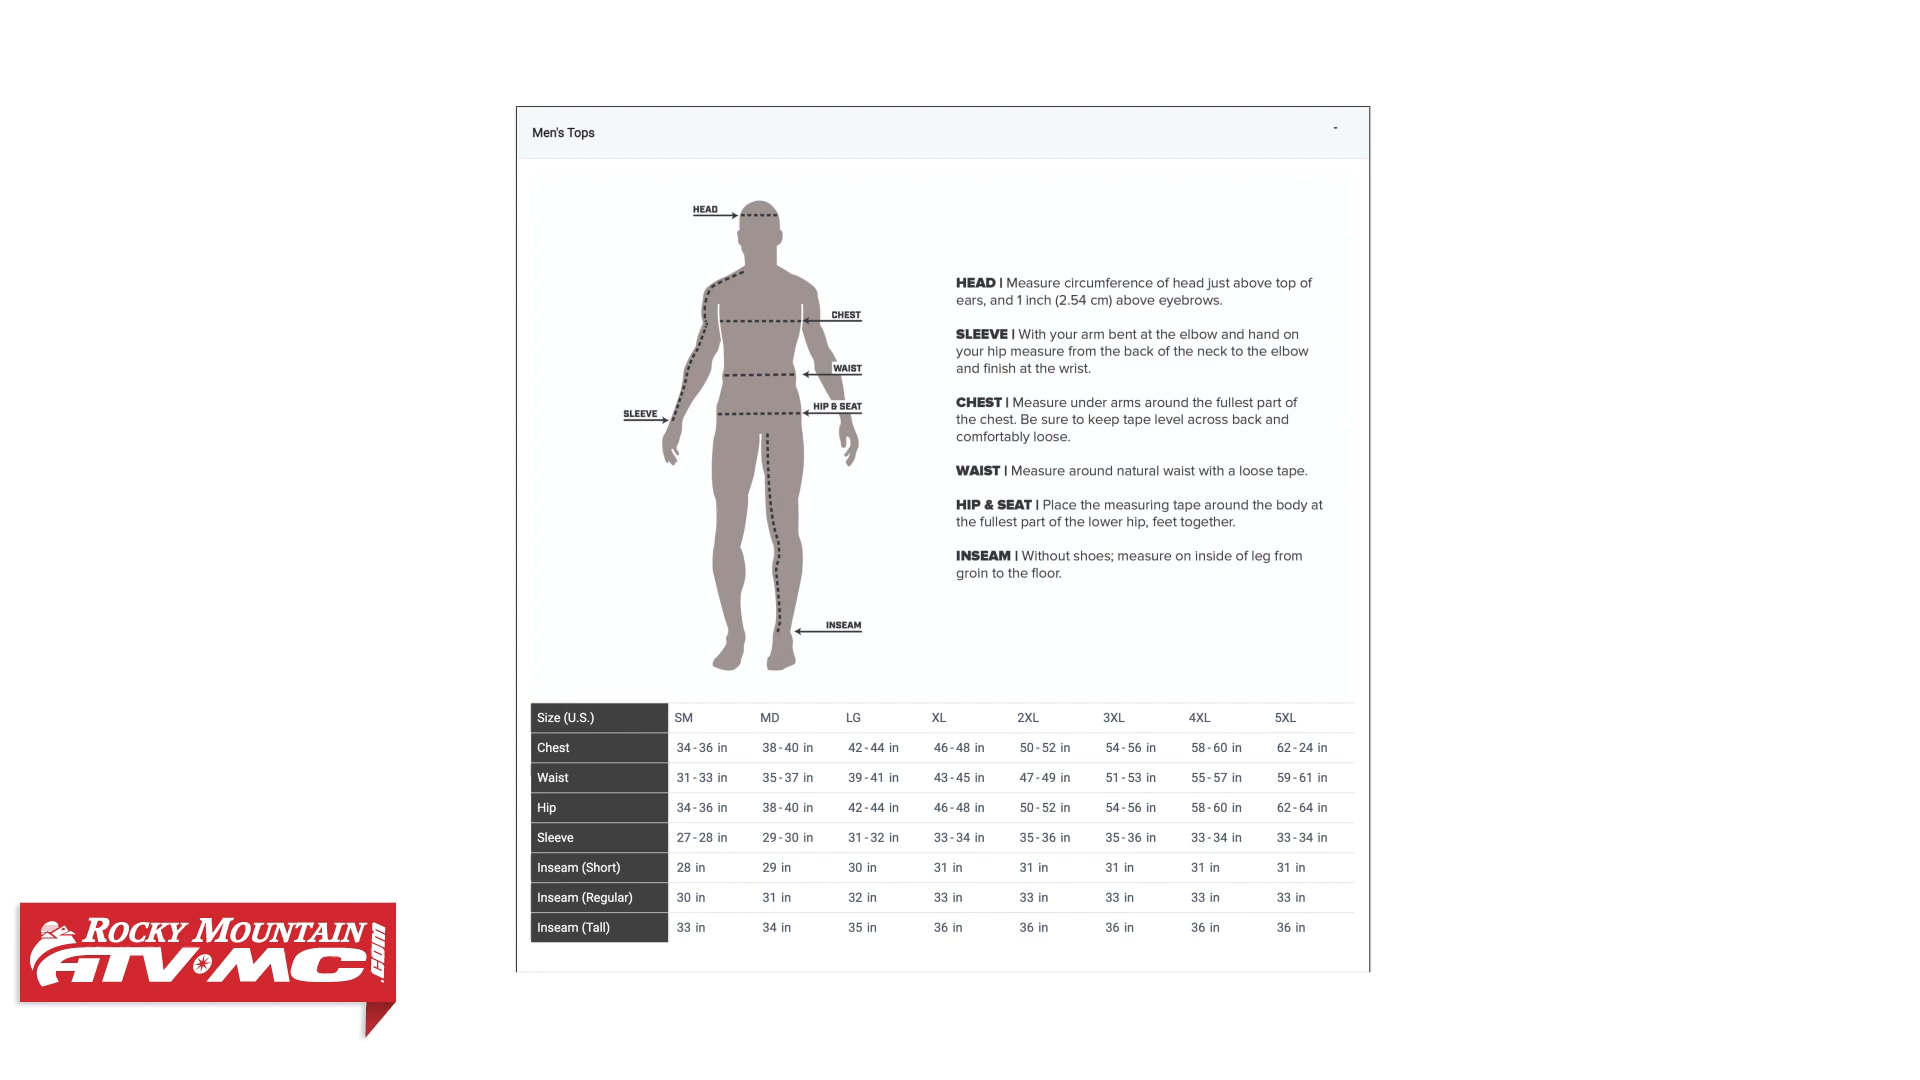 Men's Tops
-
HEAD
CHEST
WAIST
HIP & SEAT
SLEEVE
INSEAM
HEAD | Measure circumference of head just above top of
ears, and 1 inch (2.54 cm) above eyebrows.
SLEEVE | With your arm bent at the elbow and hand on
your hip measure from the back of the neck to the elbow
and finish at the wrist.
CHEST | Measure under arms around the fullest part of
the chest. Be sure to keep tape level across back and
comfortably loose.
WAIST | Measure around natural waist with a loose tape.
HIP & SEAT | Place the measuring tape around the body at
the fullest part of the lower hip, feet together.
INSEAM | Without shoes; measure on inside of leg from
groin to the floor.
Size (U.S.) SM MD LG XL 2XL 3XL 4XL 5XL
Chest 34-36 in 38-40 in 42-44 in 46-48 in 50-52 in 54-56 in 58-60 in 62-24 in
Waist 31-33 in 35-37 in 39-41 in 43-45 in 47-49 in 51-53 in 55-57 in 59-61 in
Hip 34-36 in 38-40 in 42-44 in 46-48 in 50-52 in 54-56 in 58-60 in 62-64 in
Sleeve 27-28 in 29-30 in 31-32 in 33-34 in 35-36 in 35-36 in 33-34 in 33-34 in
Inseam (Short) 28 in 29 in 30 in 31 in 31 in 31 in 31 in 31 in
Inseam (Regular) 30 in 31 in 32 in 33 in 33 in 33 in 33 in 33 in
Inseam (Tall) 33 in 34 in 35 in 36 in 36 in 36 in 36 in 36 in
ROCKY MOUNTAIN
ATV MC
.COM